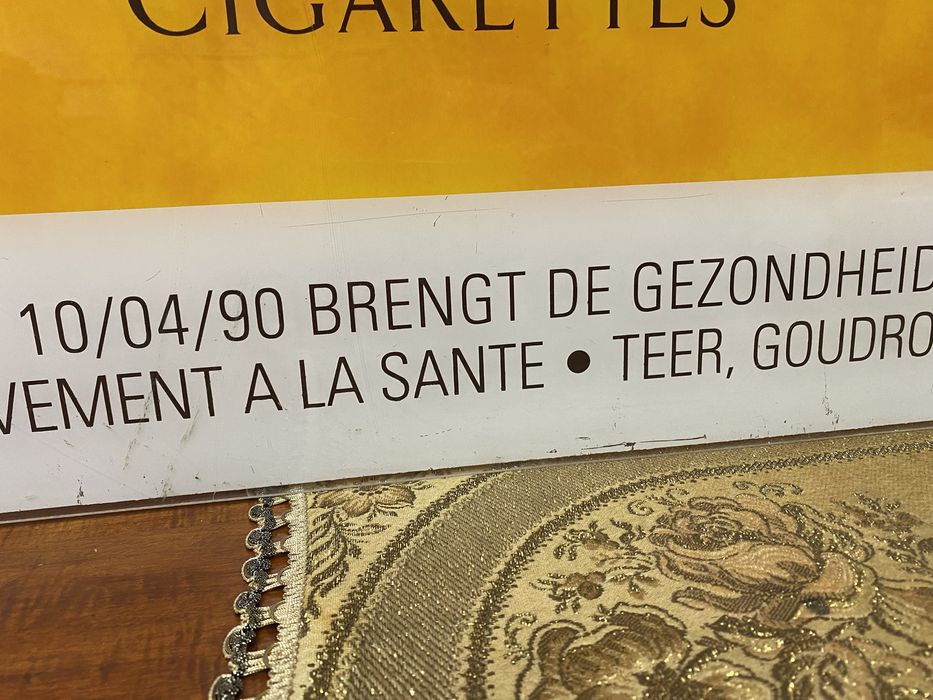 CIGARETTES
10/04/90 BRENGT DE GEZONDHEID
VEMENT A LA SANTE • TEER, GOUDRO